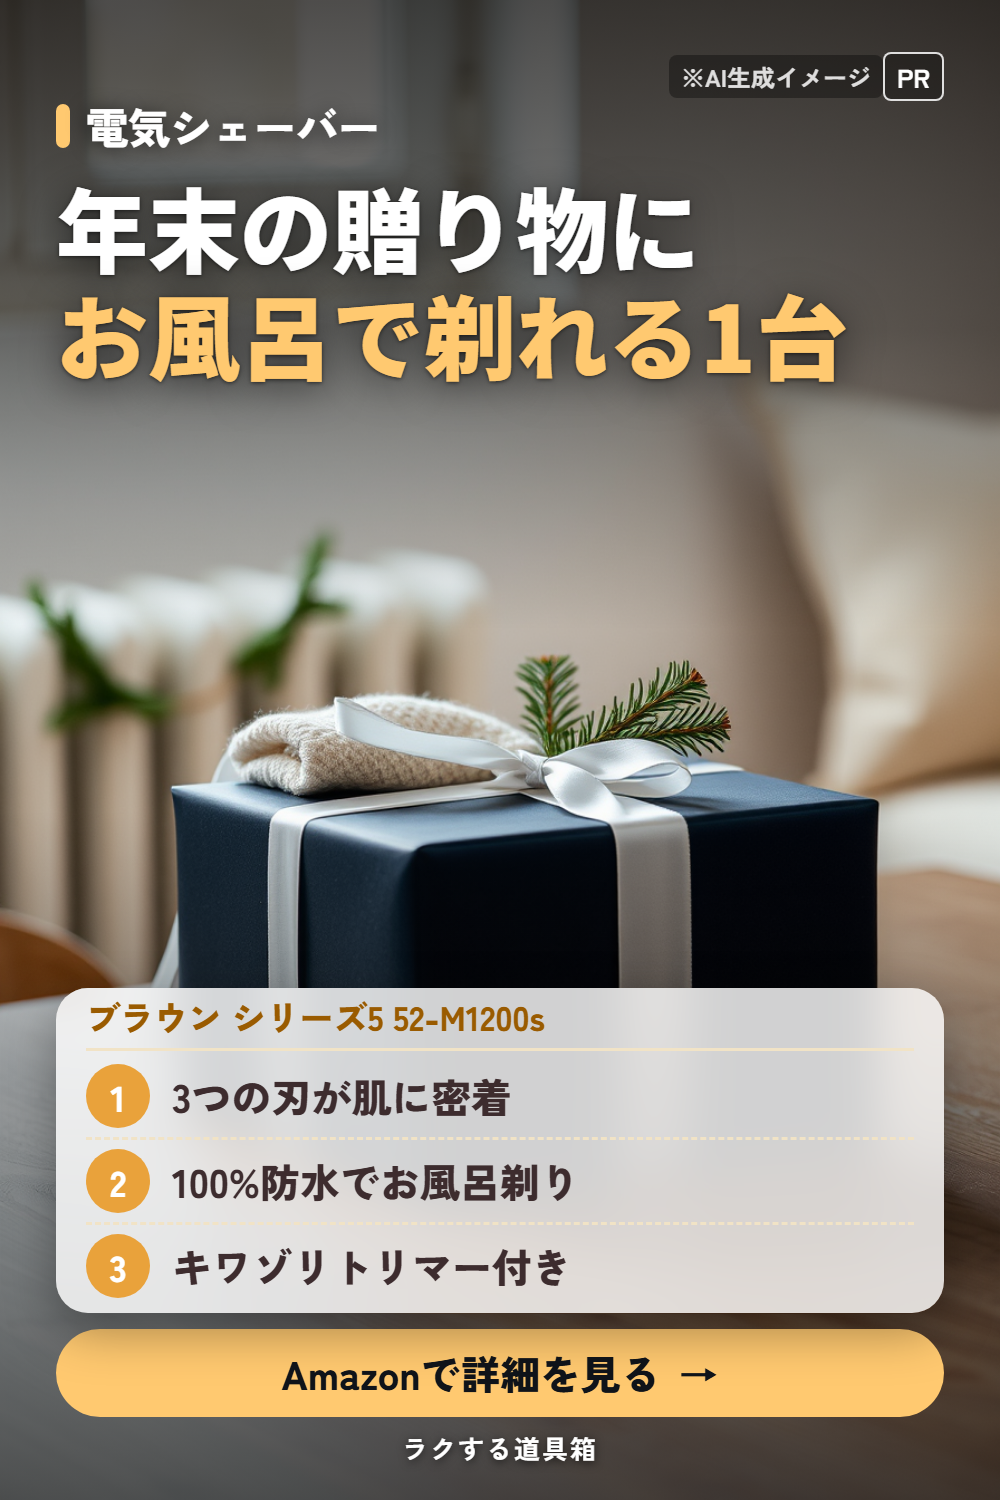 ※AI生成イメージ PR
電気シェーバー
年末の贈り物に
お風呂で剃れる1台
ブラウン シリーズ5 52-M1200s
1 3つの刃が肌に密着
2 100%防水でお風呂剃り
3 キワゾリトリマー付き
Amazonで詳細を見る →
ラクする道具箱